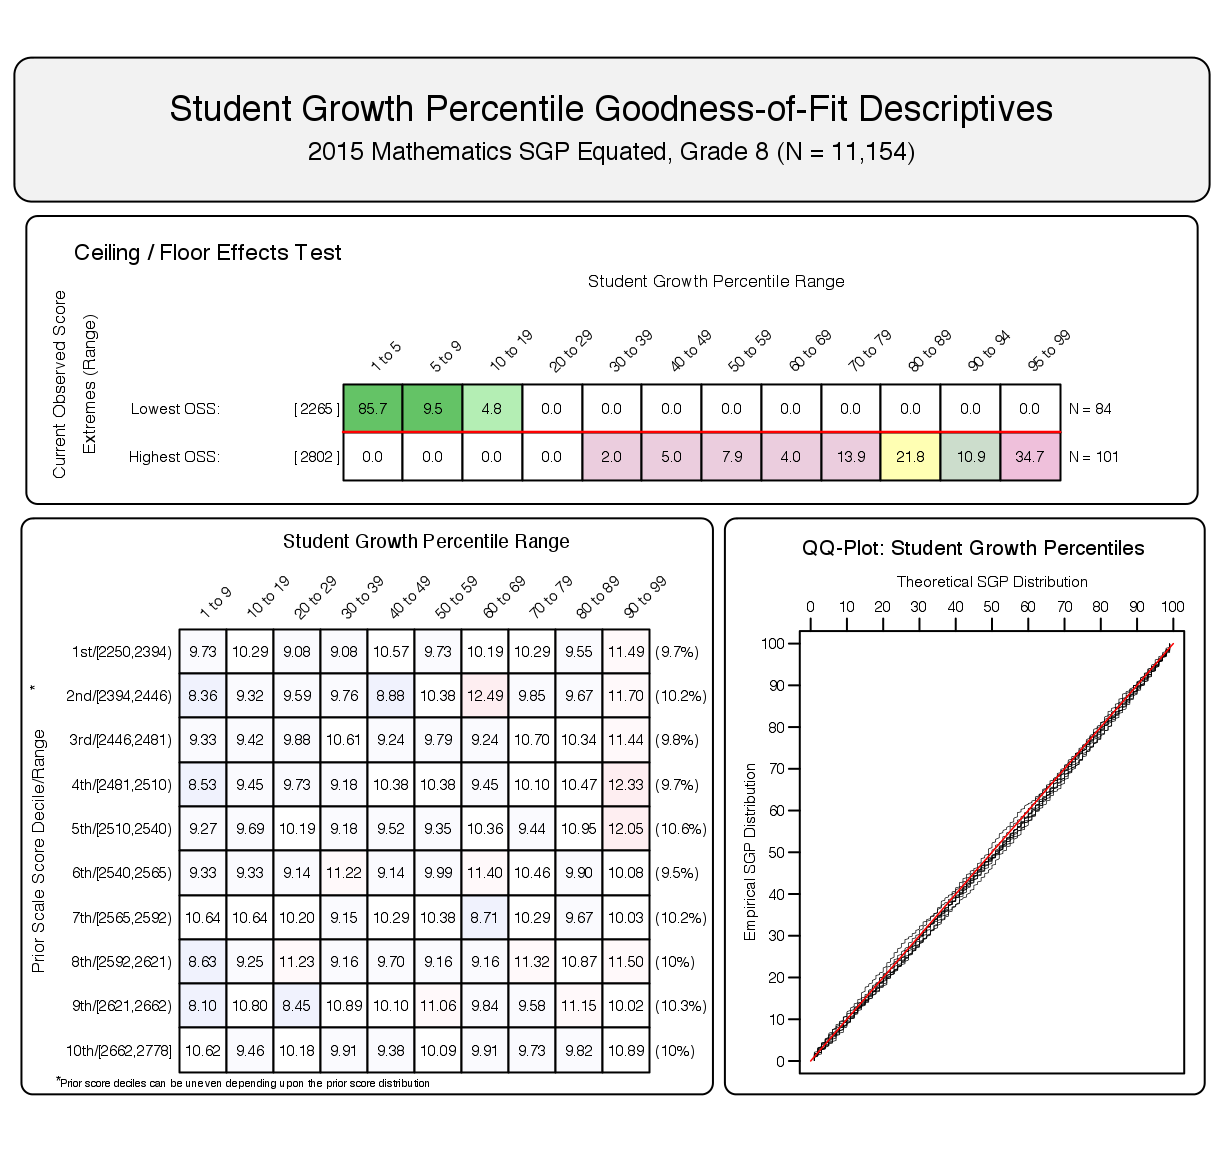 Student Growth Percentile Goodness-of-Fit Descriptives
2015 Mathematics SGP Equated, Grade 8 (N = 11,154)
Ceiling / Floor Effects Test
Student Growth Percentile Range
Current Observed Score
Extremes (Range)
1 to 5 5 to 9 10 to 19 20 to 29 30 to 39 40 to 49 50 to 59 60 to 69 70 to 79 80 to 89 90 to 94 95 to 99
Lowest OSS: [ 2265 ] 85.7 9.5 4.8 0.0 0.0 0.0 0.0 0.0 0.0 0.0 0.0 0.0 N = 84
Highest OSS: [ 2802 ] 0.0 0.0 0.0 0.0 2.0 5.0 7.9 4.0 13.9 21.8 10.9 34.7 N = 101
Student Growth Percentile Range
1 to 9 10 to 19 20 to 29 30 to 39 40 to 49 50 to 59 60 to 69 70 to 79 80 to 89 90 to 99
Prior Scale Score Decile/Range *
1st/[2250,2394) 9.73 10.29 9.08 9.08 10.57 9.73 10.19 10.29 9.55 11.49 (9.7%)
2nd/[2394,2446) 8.36 9.32 9.59 9.76 8.88 10.38 12.49 9.85 9.67 11.70 (10.2%)
3rd/[2446,2481) 9.33 9.42 9.88 10.61 9.24 9.79 9.24 10.70 10.34 11.44 (9.8%)
4th/[2481,2510) 8.53 9.45 9.73 9.18 10.38 10.38 9.45 10.10 10.47 12.33 (9.7%)
5th/[2510,2540) 9.27 9.69 10.19 9.18 9.52 9.35 10.36 9.44 10.95 12.05 (10.6%)
6th/[2540,2565) 9.33 9.33 9.14 11.22 9.14 9.99 11.40 10.46 9.90 10.08 (9.5%)
7th/[2565,2592) 10.64 10.64 10.20 9.15 10.29 10.38 8.71 10.29 9.67 10.03 (10.2%)
8th/[2592,2621) 8.63 9.25 11.23 9.16 9.70 9.16 9.16 11.32 10.87 11.50 (10%)
9th/[2621,2662) 8.10 10.80 8.45 10.89 10.10 11.06 9.84 9.58 11.15 10.02 (10.3%)
10th/[2662,2778] 10.62 9.46 10.18 9.91 9.38 10.09 9.91 9.73 9.82 10.89 (10%)
*Prior score deciles can be uneven depending upon the prior score distribution
QQ-Plot: Student Growth Percentiles
Theoretical SGP Distribution
0 10 20 30 40 50 60 70 80 90 100
Empirical SGP Distribution
100
90
80
70
60
50
40
30
20
10
0